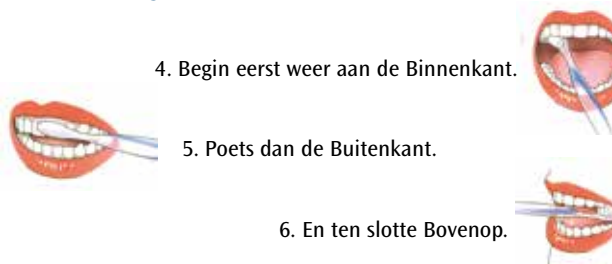 4. Begin eerst weer aan de Binnenkant.
5. Poets dan de Buitenkant.
6. En ten slotte Bovenop.